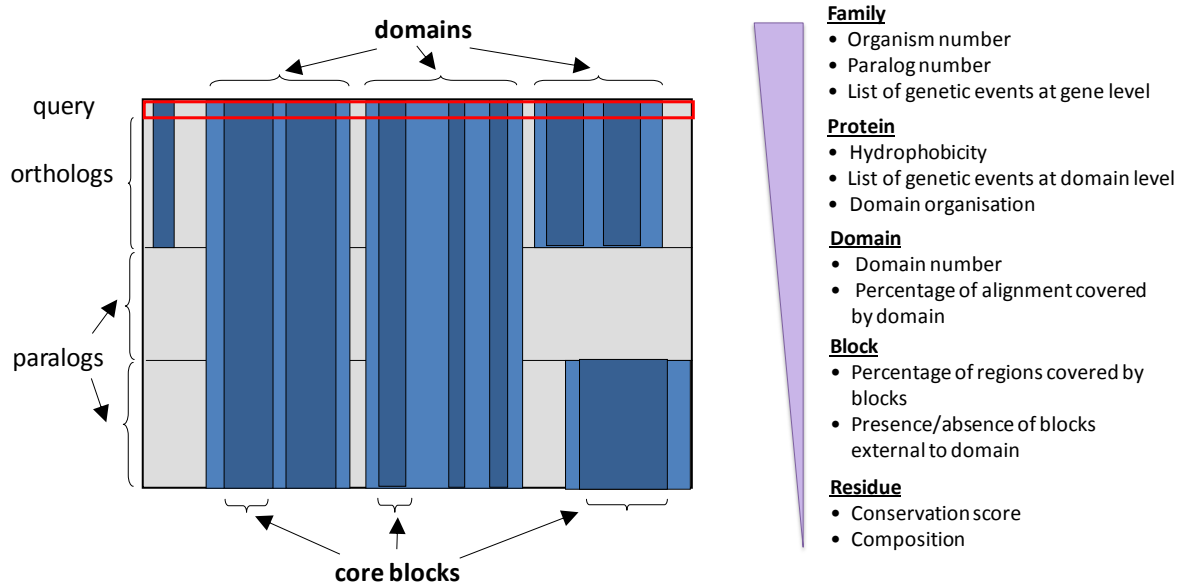 domains
query
orthologs
paralogs
core blocks
Family
• Organism number
• Paralog number
• List of genetic events at gene level
Protein
• Hydrophobicity
• List of genetic events at domain level
• Domain organisation
Domain
• Domain number
• Percentage of alignment covered
by domain
Block
• Percentage of regions covered by
blocks
• Presence/absence of blocks
external to domain
Residue
• Conservation score
• Composition